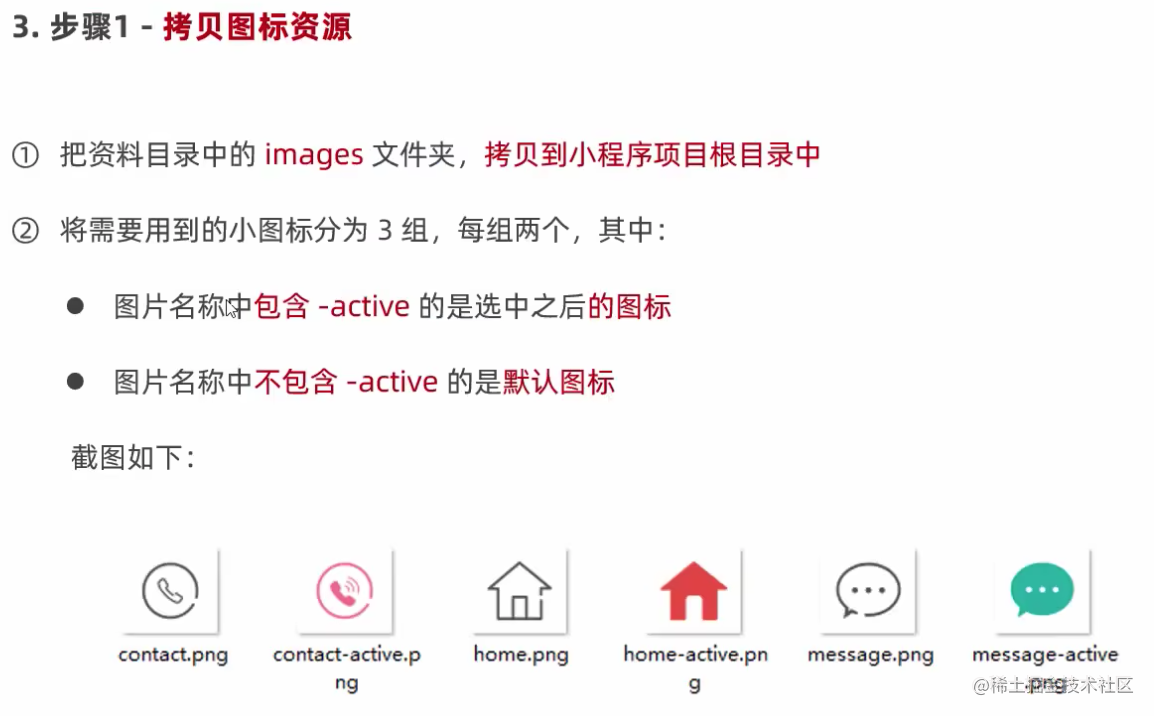 3. 步骤1 - 拷贝图标资源
① 把资料目录中的 images 文件夹，拷贝到小程序项目根目录中
② 将需要用到的小图标分为 3 组，每组两个，其中：
● 图片名称中包含 -active 的是选中之后的图标
● 图片名称中不包含 -active 的是默认图标
截图如下：
contact.png contact-active.p home.png home-active.pn message.png message-active
ng g .png
@稀土掘金技术社区